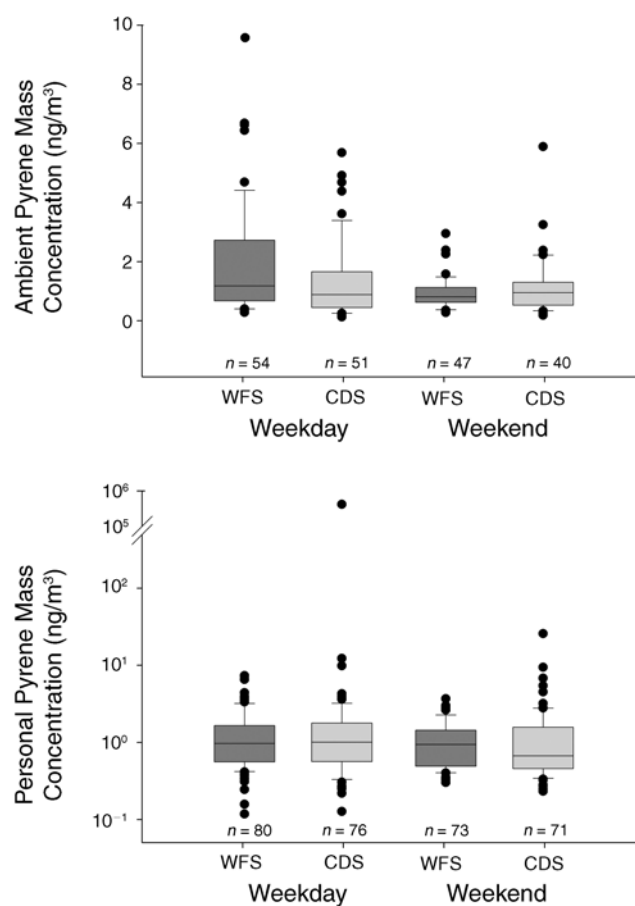 Ambient Pyrene Mass
Concentration (ng/m³)
10
8
6
4
2
0
n = 54 n = 51 n = 47 n = 40
WFS CDS WFS CDS
Weekday Weekend
Personal Pyrene Mass
Concentration (ng/m³)
10⁶
10⁵
10²
10¹
10⁰
10⁻¹
n = 80 n = 76 n = 73 n = 71
WFS CDS WFS CDS
Weekday Weekend